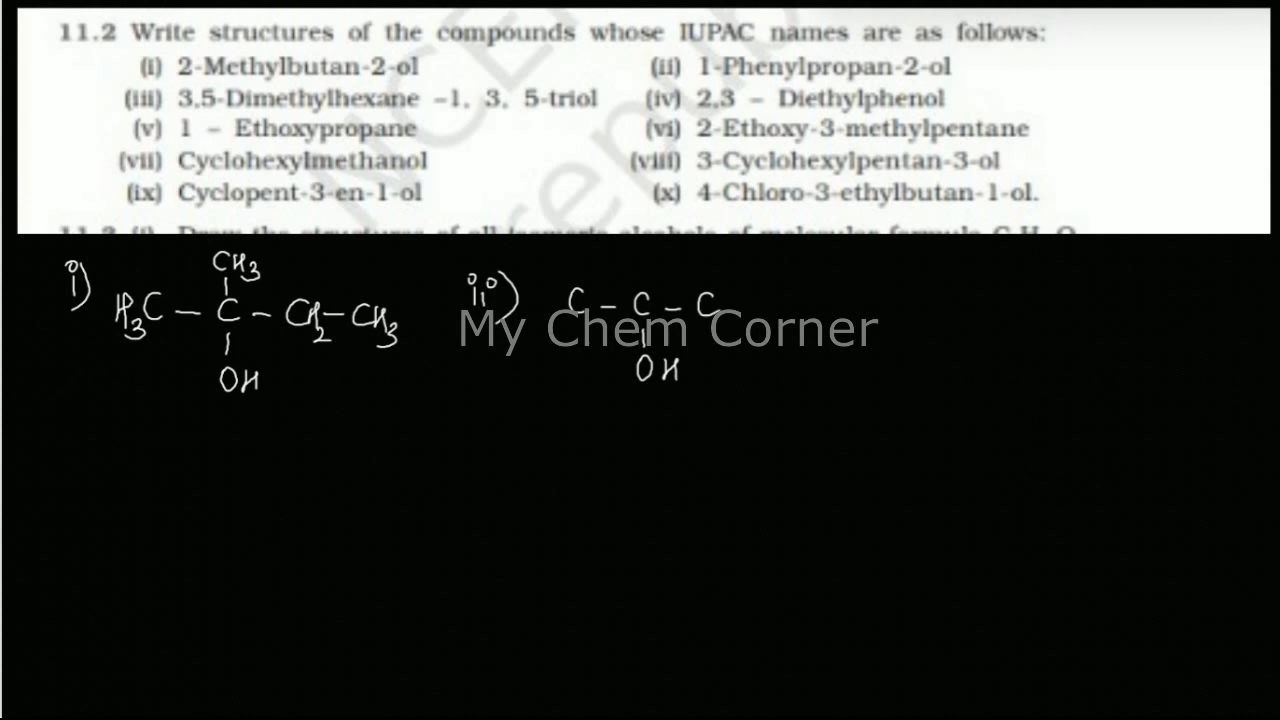 11.2 Write structures of the compounds whose IUPAC names are as follows:
(i) 2-Methylbutan-2-ol (ii) 1-Phenylpropan-2-ol
(iii) 3,5-Dimethylhexane –1, 3, 5-triol (iv) 2,3 – Diethylphenol
(v) 1 – Ethoxypropane (vi) 2-Ethoxy-3-methylpentane
(vii) Cyclohexylmethanol (viii) 3-Cyclohexylpentan-3-ol
(ix) Cyclopent-3-en-1-ol (x) 4-Chloro-3-ethylbutan-1-ol.
CH3
i) H3C – C – CH2–CH3 ii) C – C – C
OH OH
My Chem Corner